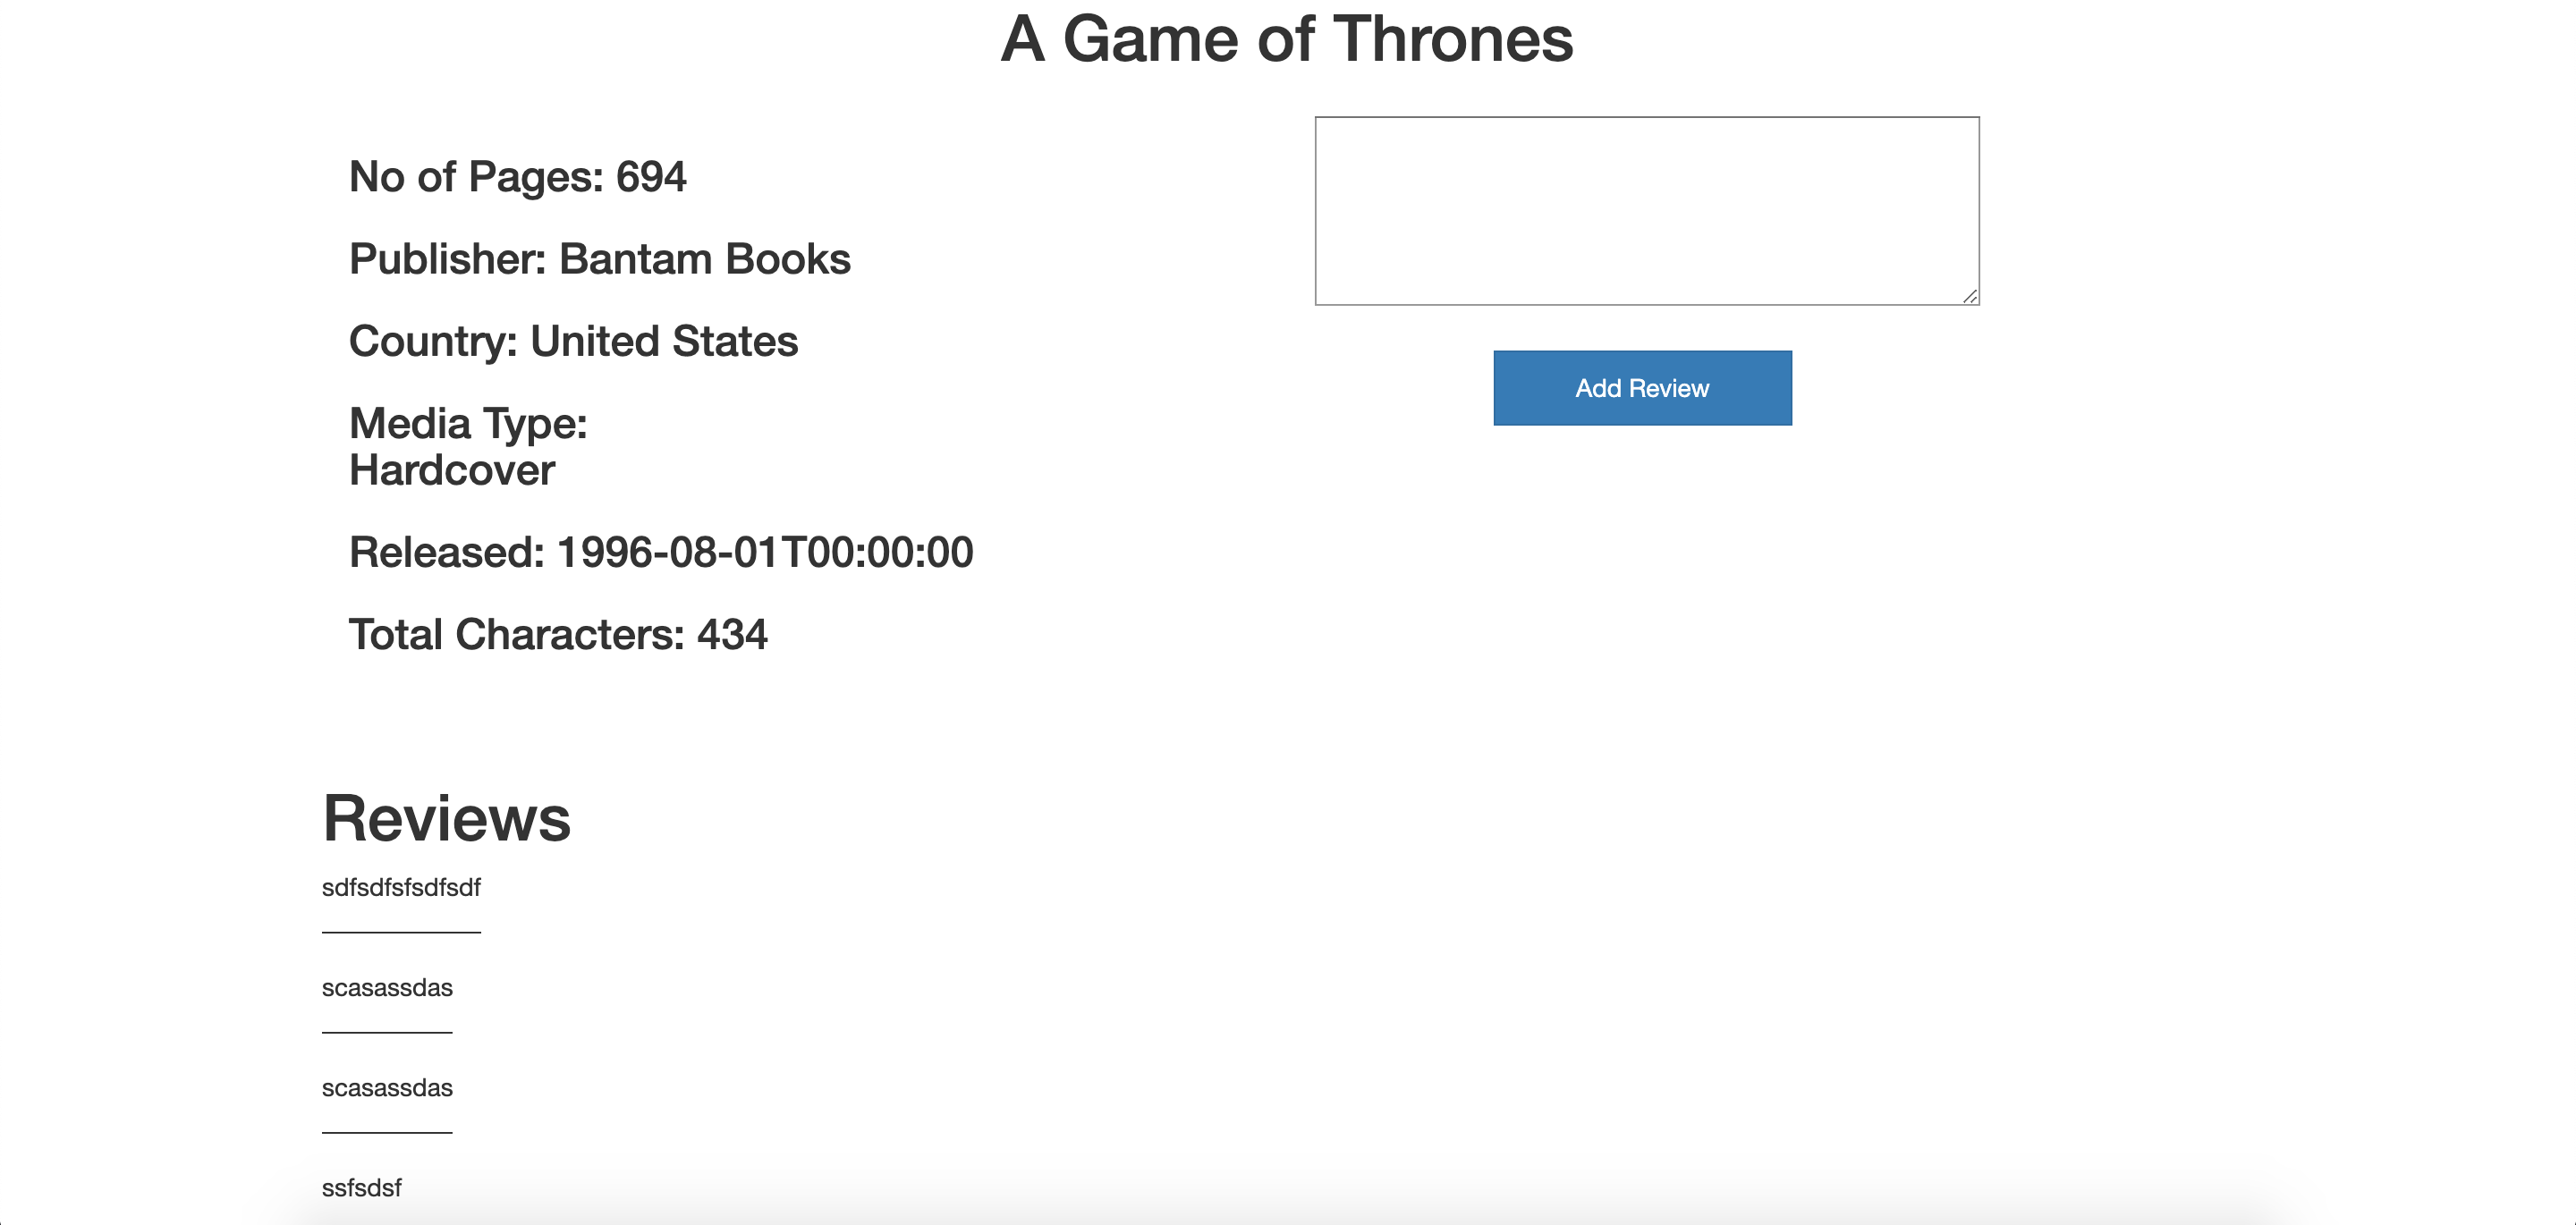 A Game of Thrones
No of Pages: 694
Publisher: Bantam Books
Country: United States
Media Type:
Hardcover
Released: 1996-08-01T00:00:00
Total Characters: 434
Add Review
Reviews
sdfsdfsfsdfsdf
scasassdas
scasassdas
ssfsdsf